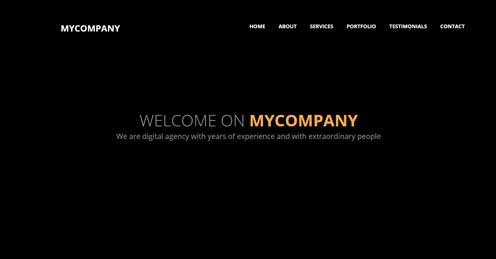 MYCOMPANY
HOME ABOUT SERVICES PORTFOLIO TESTIMONIALS CONTACT
WELCOME ON MYCOMPANY
We are digital agency with years of experience and with extraordinary people